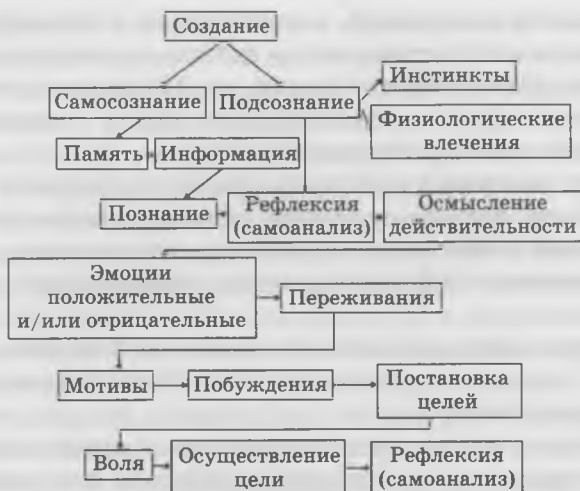 Создание
Инстинкты
Самосознание Подсознание
Физиологические
влечения
Память Информация
Познание Рефлексия
(самоанализ) Осмысление
действительности
Эмоции
положительные
и/или отрицательные
Переживания
Мотивы Побуждения Постановка
целей
Воля Осуществление
цели Рефлексия
(самоанализ)